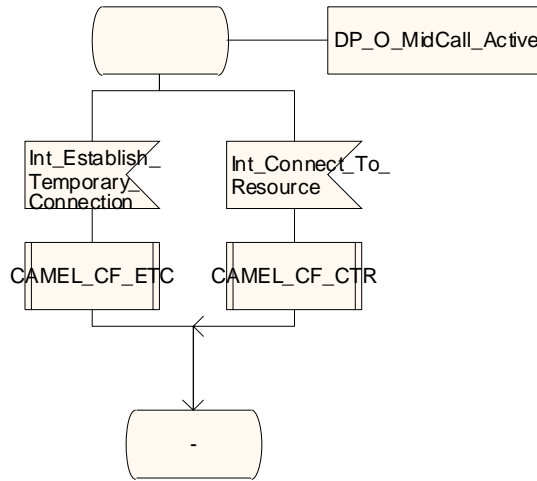 DP_O_MidCall_Active
Int_Establish_
Temporary_
Connection
Int_Connect_To_
Resource
CAMEL_CF_ETC
CAMEL_CF_CTR
-